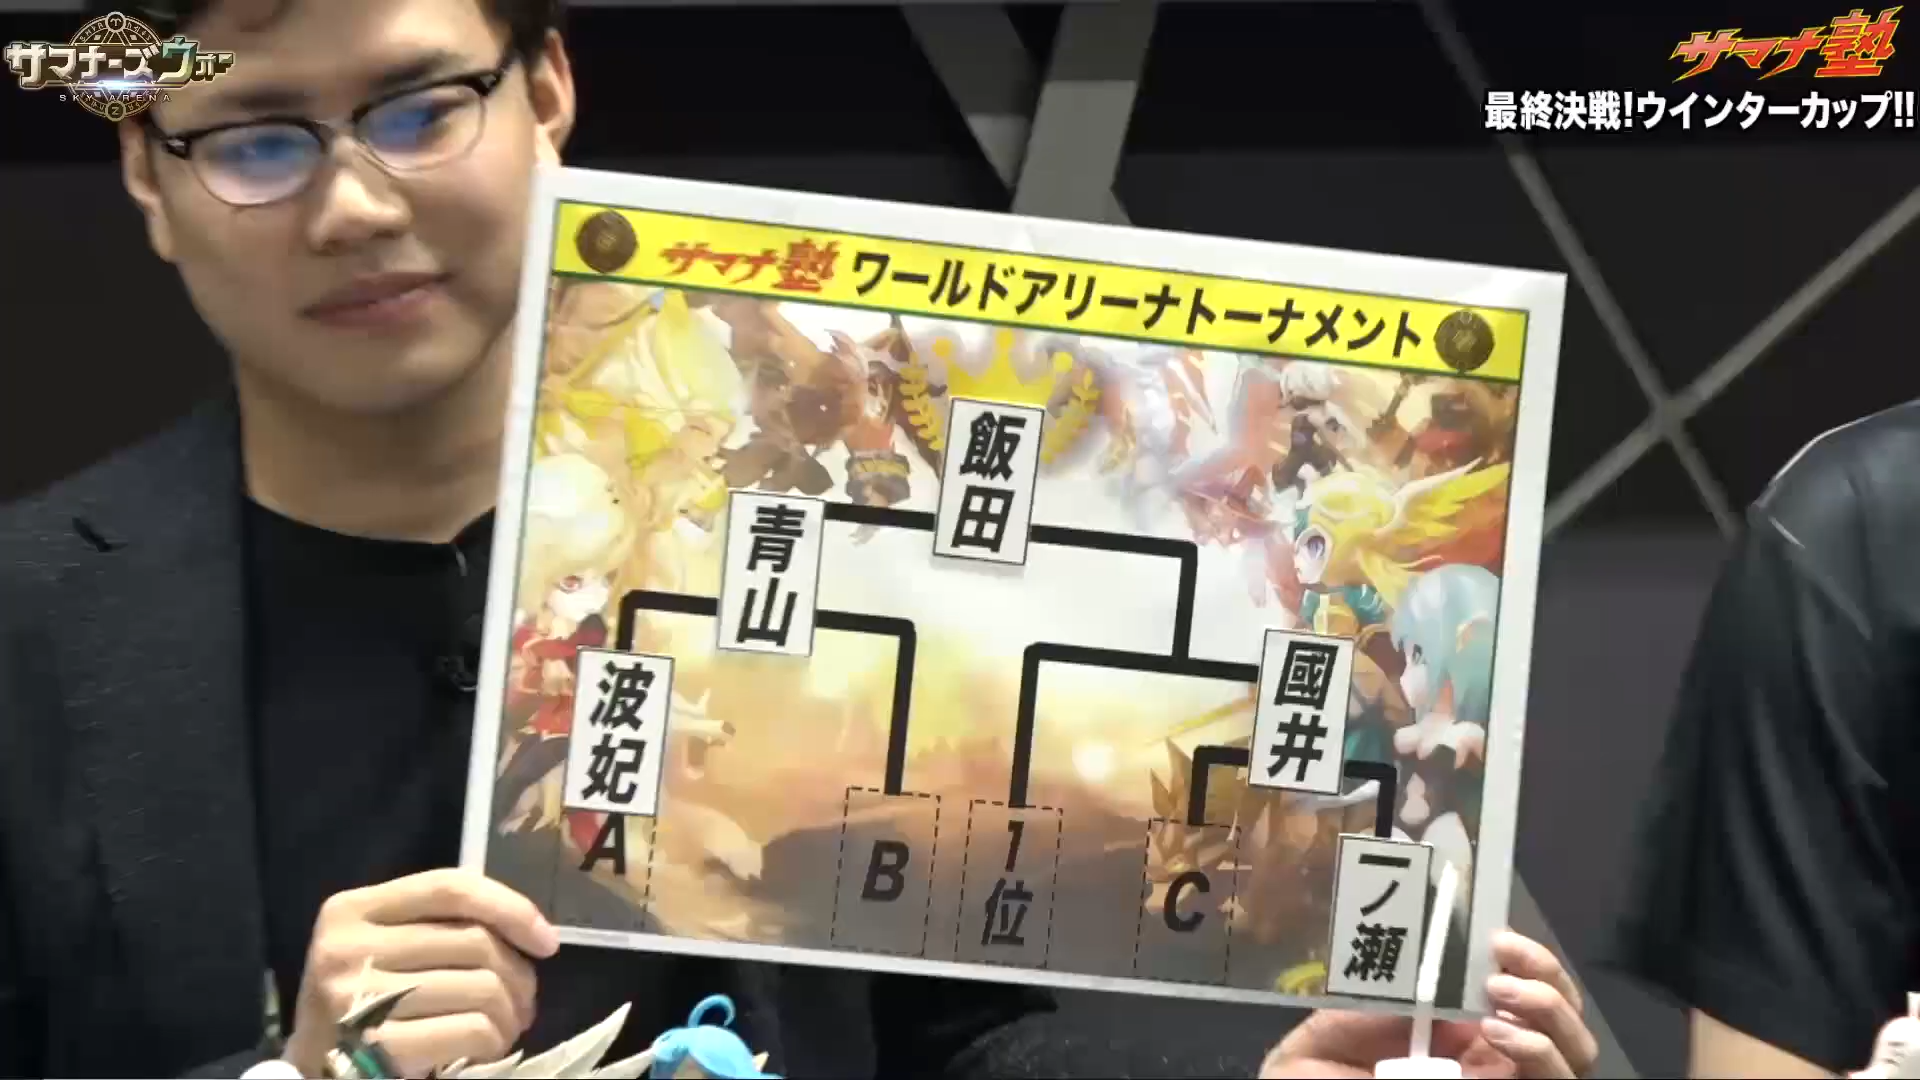 サマナーズウォー
SKY ARENA
サマナ塾
最終決戦!ウインターカップ!!
サマナ塾 ワールドアリーナトーナメント
飯田
青山
國井
波妃
A
B
1位
C
一ノ瀬